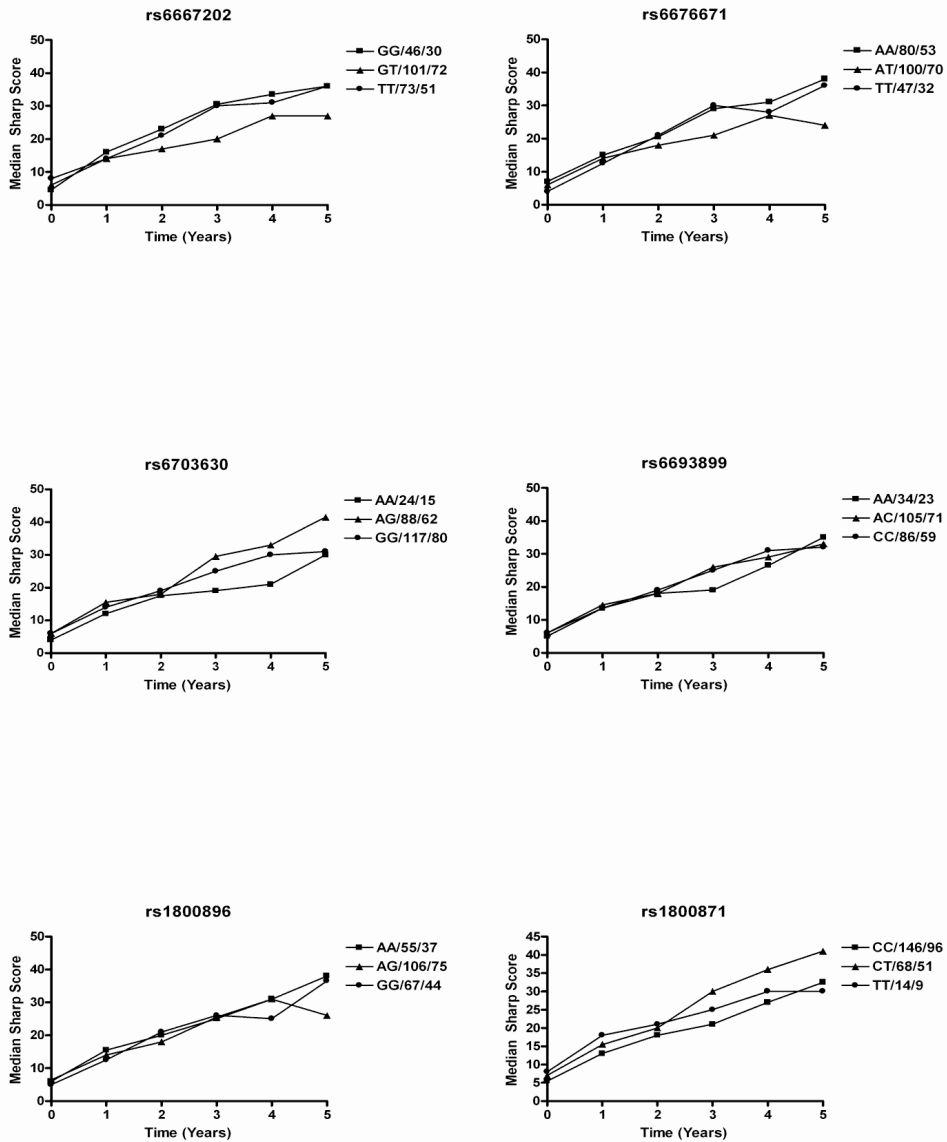 rs6667202
50
40
30
20
10
0
Median Sharp Score
GG/46/30
GT/101/72
TT/73/51
0 1 2 3 4 5
Time (Years)
rs6676671
50
40
30
20
10
0
Median Sharp Score
AA/80/53
AT/100/70
TT/47/32
0 1 2 3 4 5
Time (Years)
rs6703630
50
40
30
20
10
0
Median Sharp Score
AA/24/15
AG/88/62
GG/117/80
0 1 2 3 4 5
Time (Years)
rs6693899
50
40
30
20
10
0
Median Sharp Score
AA/34/23
AC/105/71
CC/86/59
0 1 2 3 4 5
Time (Years)
rs1800896
50
40
30
20
10
0
Median Sharp Score
AA/55/37
AG/106/75
GG/67/44
0 1 2 3 4 5
Time (Years)
rs1800871
45
40
35
30
25
20
15
10
5
0
Median Sharp Score
CC/146/96
CT/68/51
TT/14/9
0 1 2 3 4 5
Time (Years)